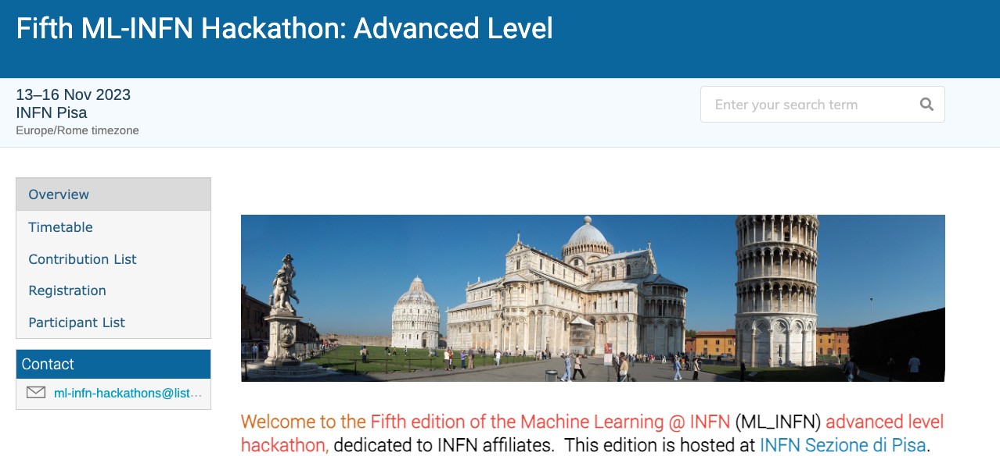 Fifth ML-INFN Hackathon: Advanced Level
13–16 Nov 2023
INFN Pisa
Europe/Rome timezone
Enter your search term
Overview
Timetable
Contribution List
Registration
Participant List
Contact
ml-infn-hackathons@list...
Welcome to the Fifth edition of the Machine Learning @ INFN (ML_INFN) advanced level
hackathon, dedicated to INFN affiliates.  This edition is hosted at INFN Sezione di Pisa.